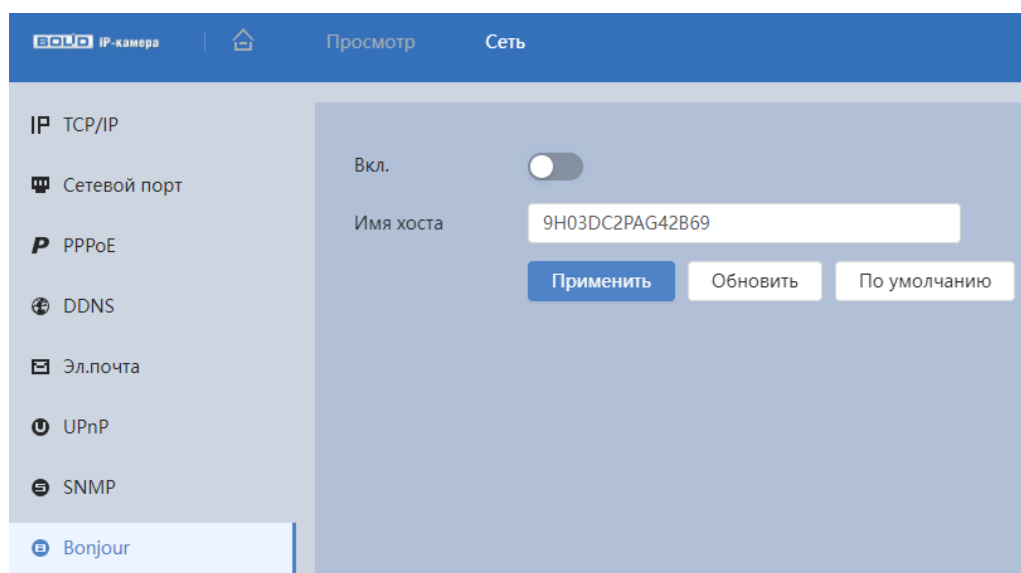 BOLID IP-камера Просмотр Сеть
IP TCP/IP
Сетевой порт
P PPPoE
DDNS
Эл.почта
UPnP
SNMP
Bonjour
Вкл.
Имя хоста 9H03DC2PAG42B69
Применить Обновить По умолчанию